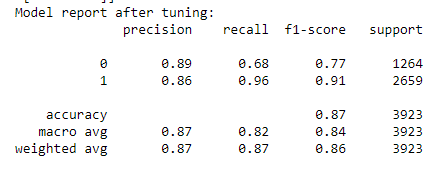 Model report after tuning:
precision recall f1-score support
0 0.89 0.68 0.77 1264
1 0.86 0.96 0.91 2659
accuracy 0.87 3923
macro avg 0.87 0.82 0.84 3923
weighted avg 0.87 0.87 0.86 3923